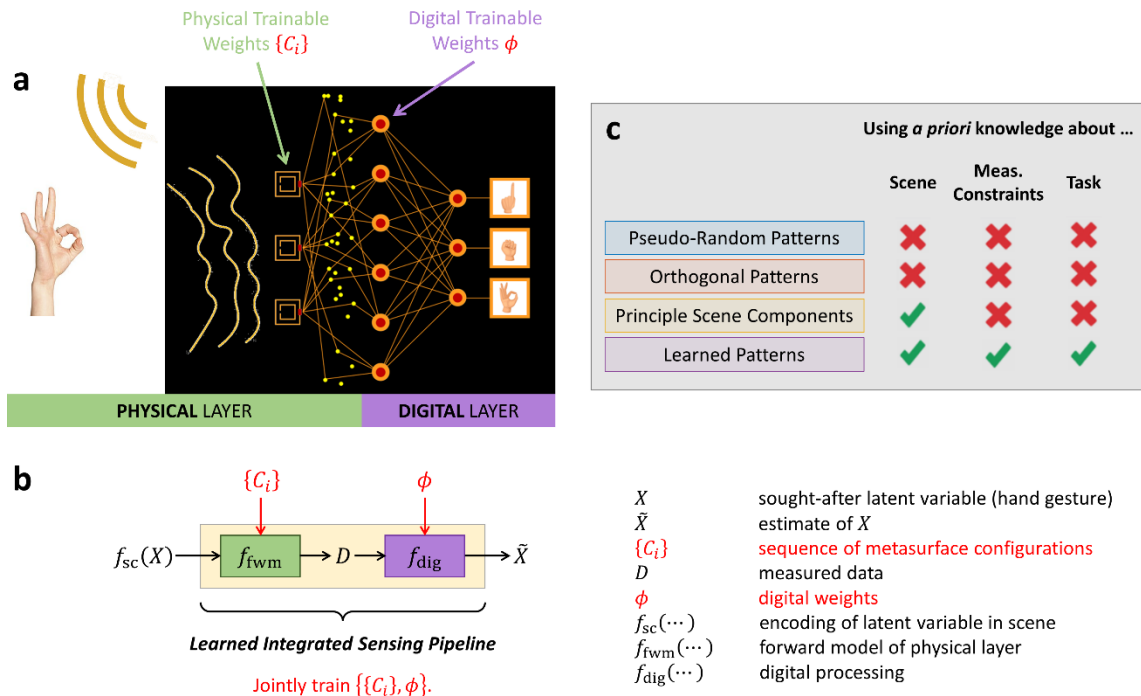 Physical Trainable
Weights {C_i}
Digital Trainable
Weights ϕ
a
PHYSICAL LAYER
DIGITAL LAYER
b
{C_i}
ϕ
f_sc(X)
f_fwm
D
f_dig
X̃
Learned Integrated Sensing Pipeline
Jointly train {{C_i}, ϕ}.
c
Using a priori knowledge about …
Scene
Meas.
Constraints
Task
Pseudo-Random Patterns
Orthogonal Patterns
Principle Scene Components
Learned Patterns
X sought-after latent variable (hand gesture)
X̃ estimate of X
{C_i} sequence of metasurface configurations
D measured data
ϕ digital weights
f_sc(⋯) encoding of latent variable in scene
f_fwm(⋯) forward model of physical layer
f_dig(⋯) digital processing